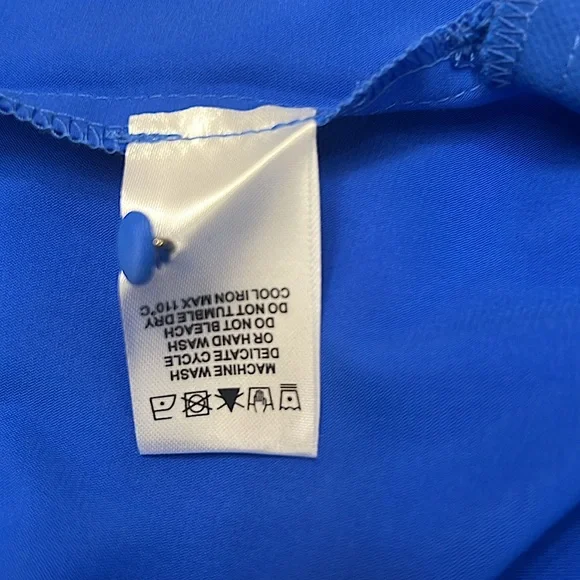 MACHINE WASH
DELICATE CYCLE
OR HAND WASH
DO NOT BLEACH
DO NOT TUMBLE DRY
COOL IRON MAX 110°C